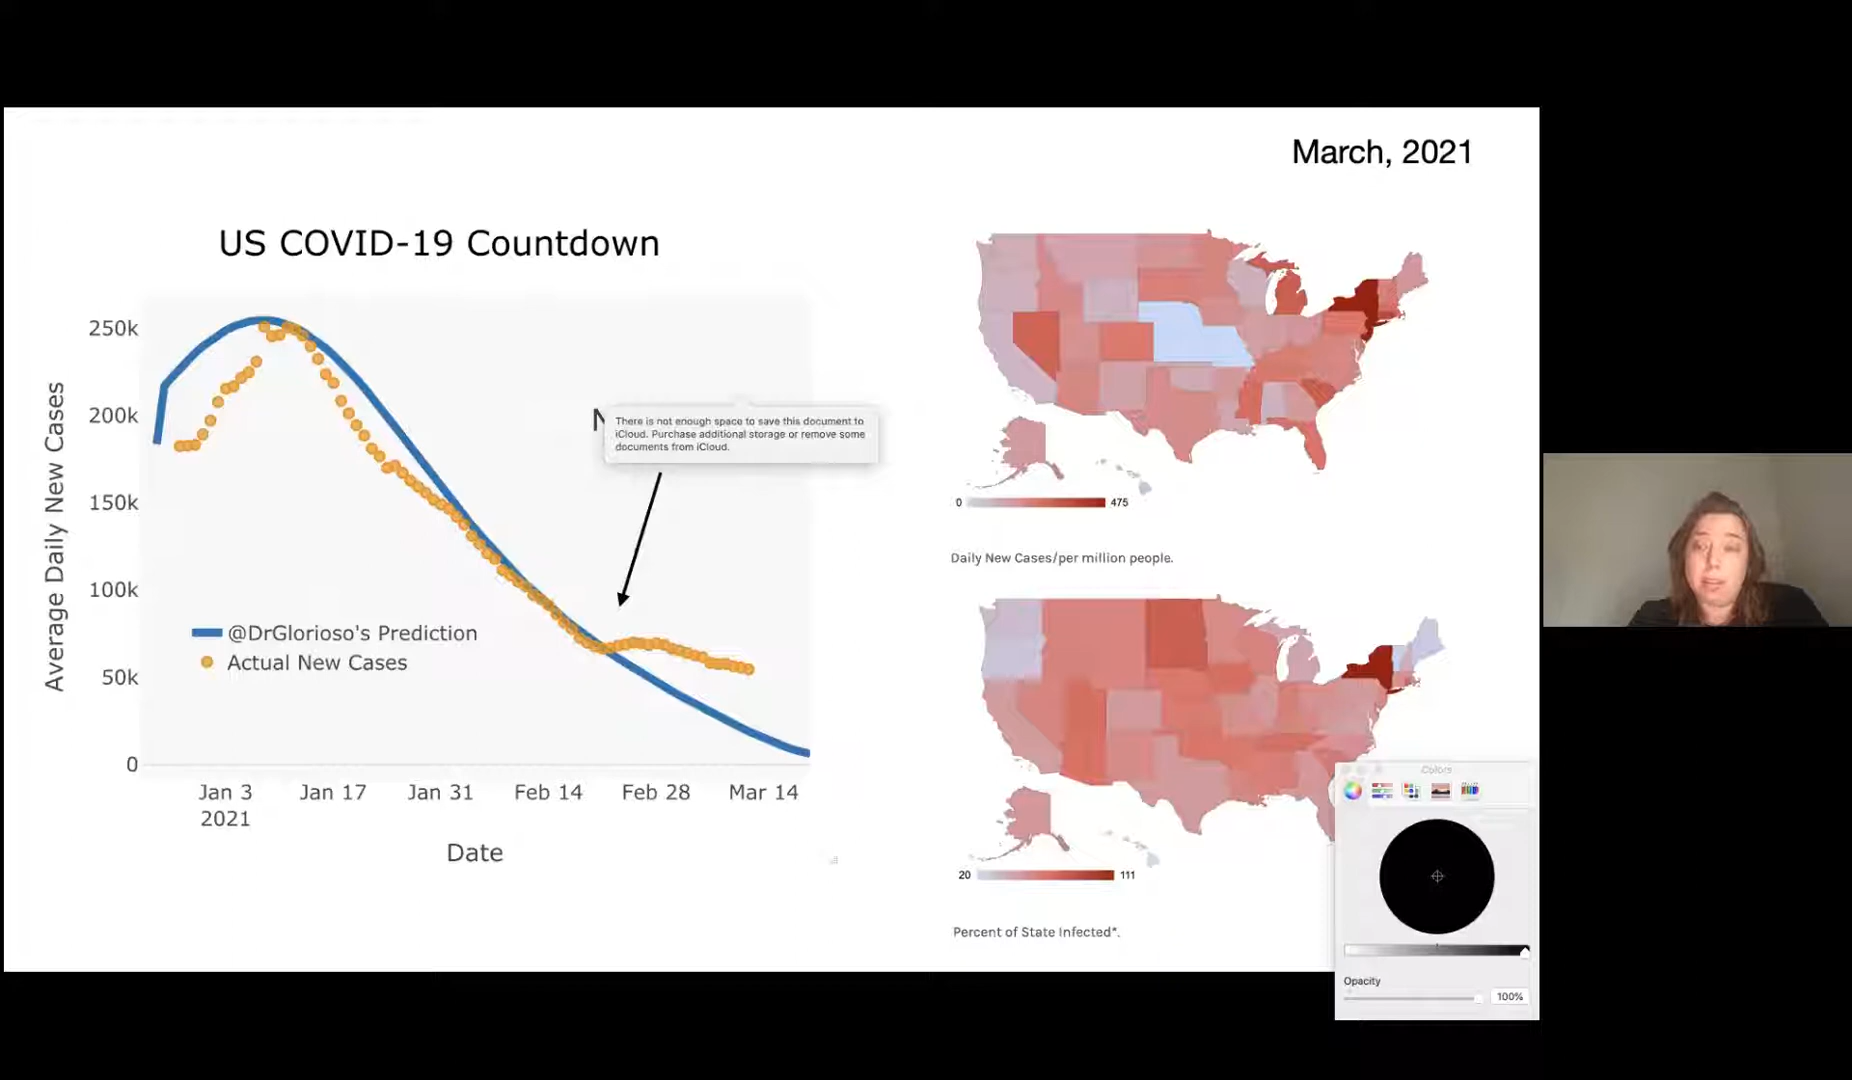 March, 2021
US COVID-19 Countdown
Average Daily New Cases
250k
200k
150k
100k
50k
0
N
There is not enough space to save this document to
iCloud. Purchase additional storage or remove some
documents from iCloud.
@DrGlorioso's Prediction
Actual New Cases
Jan 3
2021
Jan 17
Jan 31
Feb 14
Feb 28
Mar 14
Date
0
475
Daily New Cases/per million people.
20
111
Percent of State Infected*.
Colors
Opacity
100%